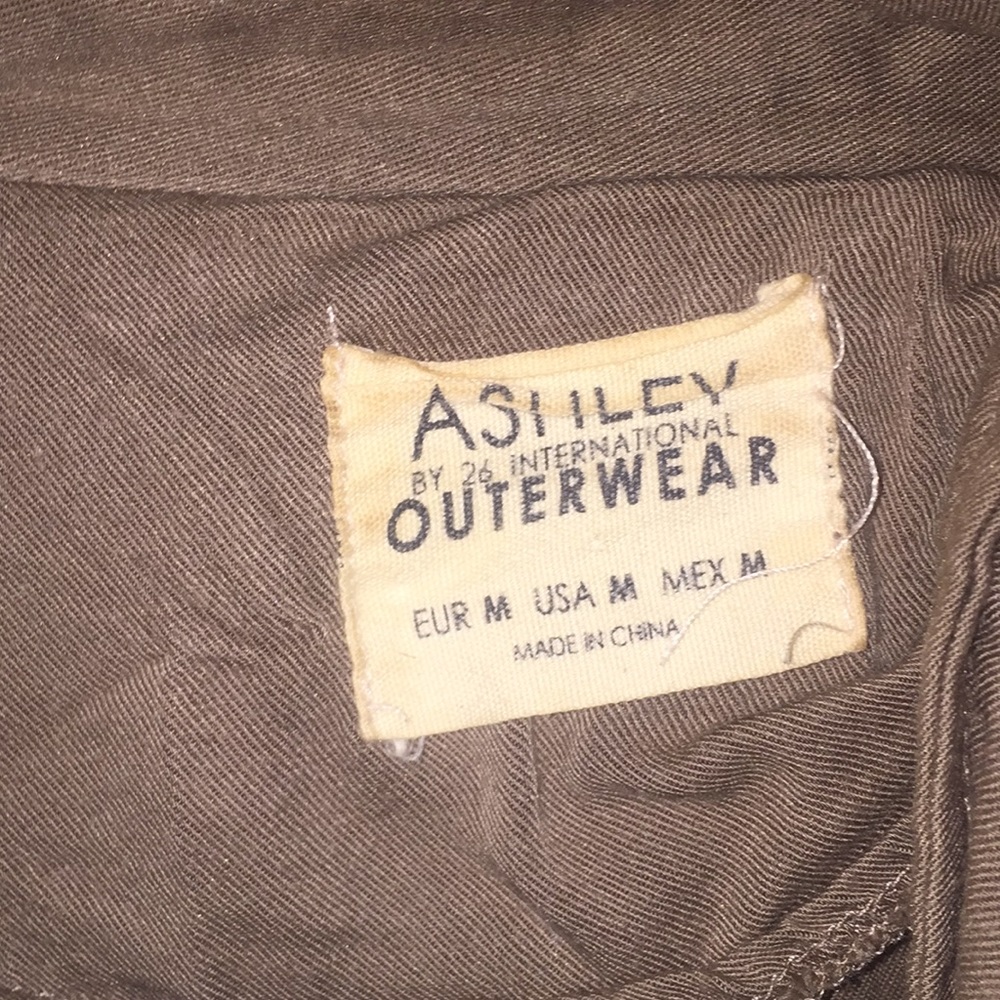 ASHLEY
BY 26 INTERNATIONAL
OUTERWEAR
EUR M USA M MEX M
MADE IN CHINA